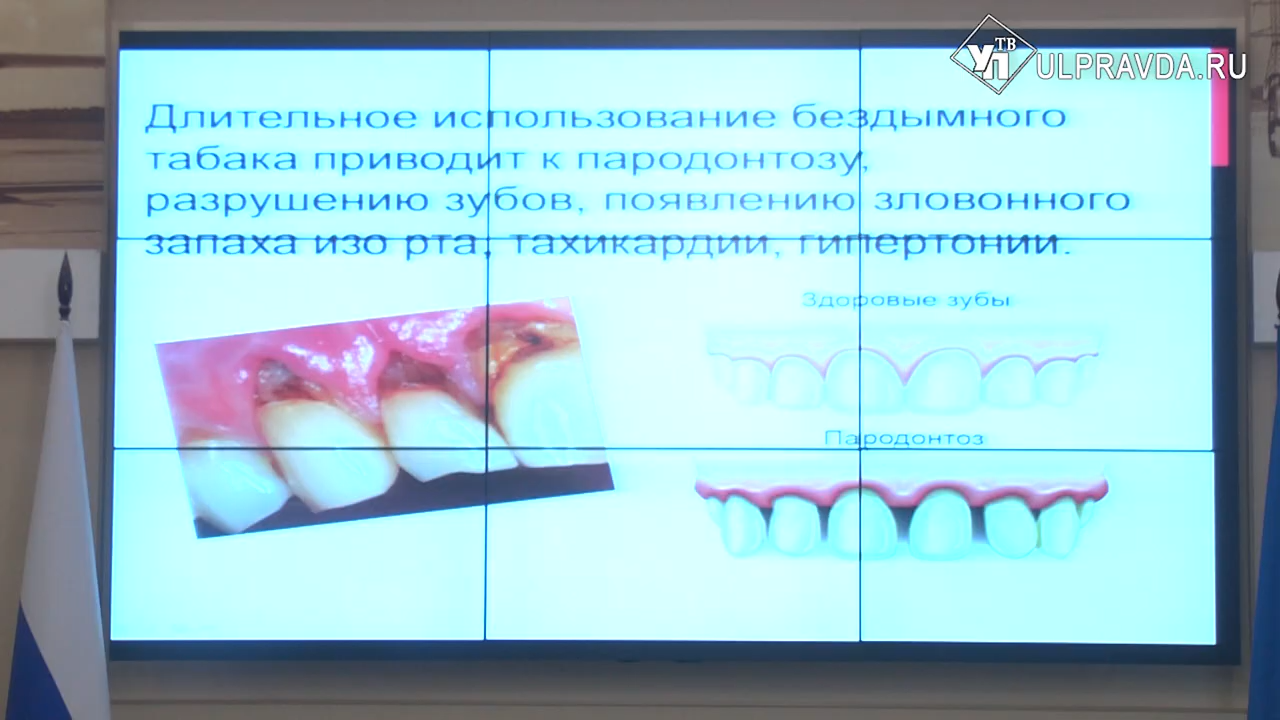 УП ТВ ULPRAVDA.RU
Длительное использование бездымного
табака приводит к пародонтозу,
разрушению зубов, появлению зловонного
запаха изо рта, тахикардии, гипертонии.
Здоровые зубы
Пародонтоз